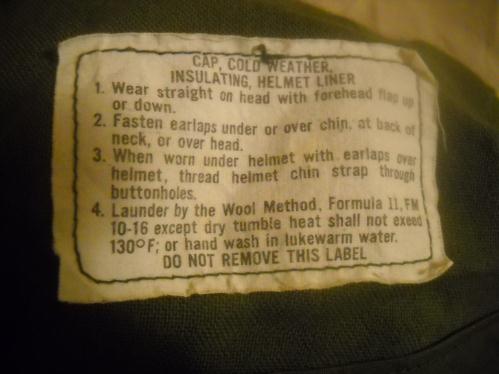 CAP, COLD WEATHER,
INSULATING, HELMET LINER
1. Wear straight on head with forehead flap up
or down.
2. Fasten earlaps under or over chin, at back of
neck, or over head.
3. When worn under helmet with earlaps over
helmet, thread helmet chin strap through
buttonholes.
4. Launder by the Wool Method, Formula 11, FM
10-16 except dry tumble heat shall not exeed
130°F; or hand wash in lukewarm water.
DO NOT REMOVE THIS LABEL